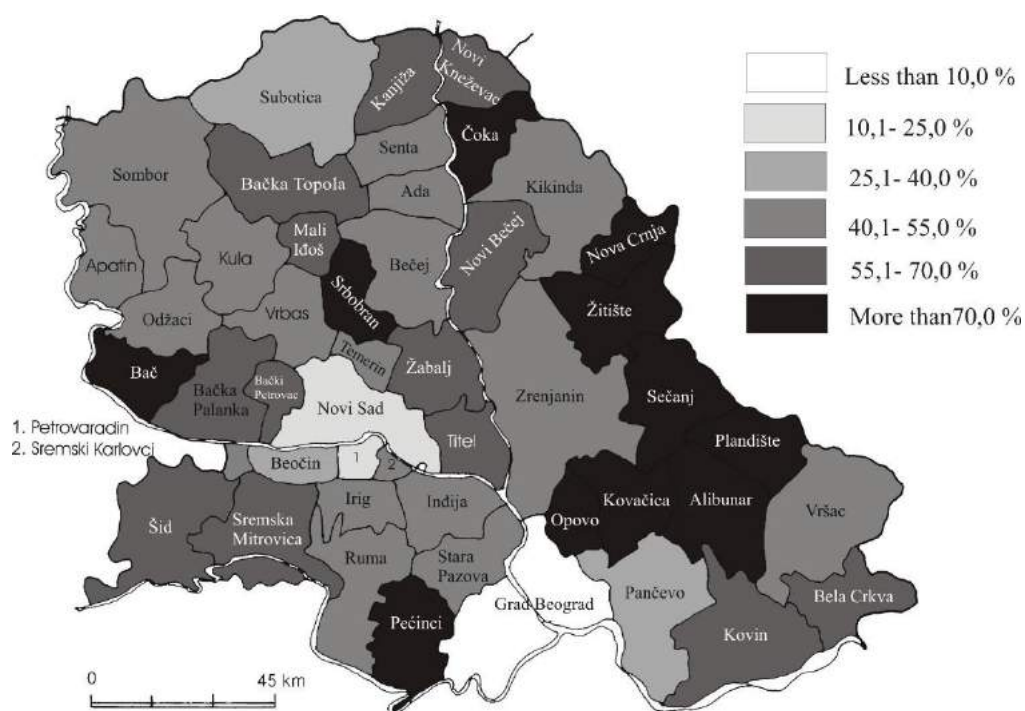 Novi
Kneževac
Kanjiža
Subotica
Čoka
Senta
Sombor
Bačka Topola
Ada
Kikinda
Mali
Iđoš
Novi Bečej
Nova Crnja
Apatin
Kula
Bečej
Srbobran
Žitište
Odžaci
Vrbas
Temerin
Žabalj
Bač
Bačka
Palanka
Bački
Petrovac
Zrenjanin
Sečanj
Novi Sad
Titel
Plandište
1. Petrovaradin
2. Sremski Karlovci
Beočin
1
2
Irig
Inđija
Opovo
Kovačica
Alibunar
Vršac
Šid
Sremska
Mitrovica
Ruma
Stara
Pazova
Grad Beograd
Pančevo
Bela Crkva
Pećinci
Kovin
0 45 km
Less than 10,0 %
10,1- 25,0 %
25,1- 40,0 %
40,1- 55,0 %
55,1- 70,0 %
More than70,0 %